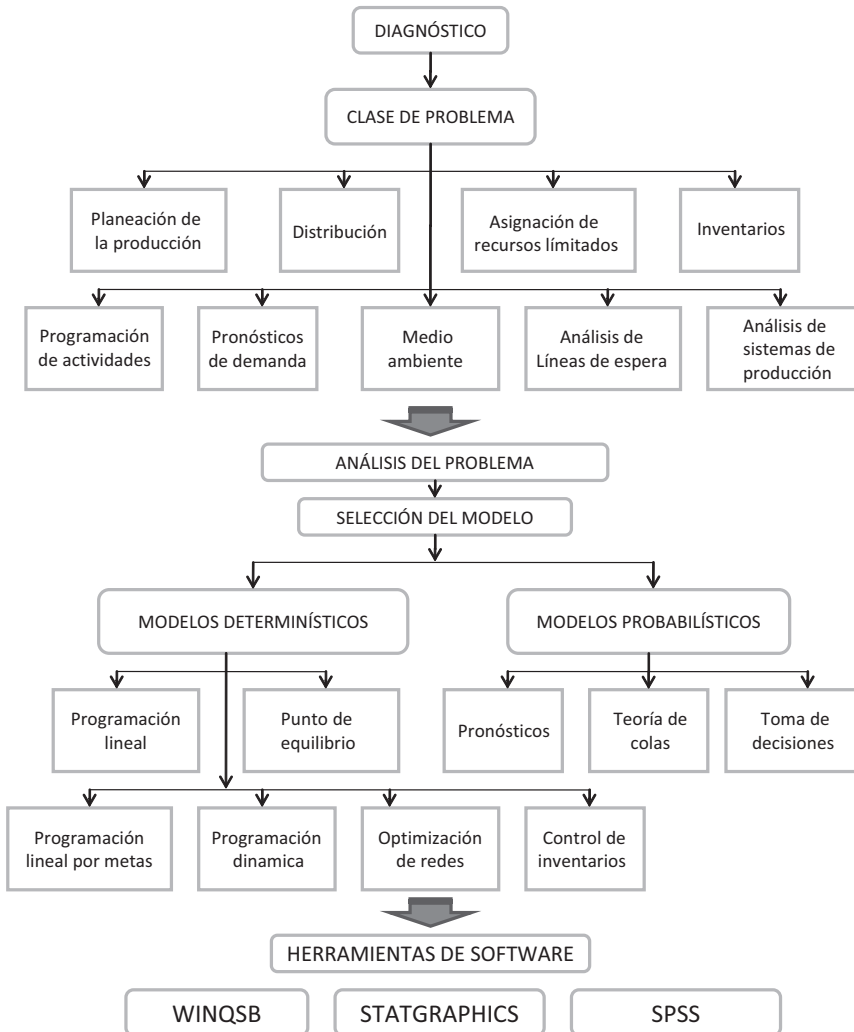 DIAGNÓSTICO
CLASE DE PROBLEMA
Planeación de
la producción
Distribución
Asignación de
recursos límitados
Inventarios
Programación
de actividades
Pronósticos
de demanda
Medio
ambiente
Análisis de
Líneas de espera
Análisis de
sistemas de
producción
ANÁLISIS DEL PROBLEMA
SELECCIÓN DEL MODELO
MODELOS DETERMINÍSTICOS
MODELOS PROBABILÍSTICOS
Programación
lineal
Punto de
equilibrio
Pronósticos
Teoría de
colas
Toma de
decisiones
Programación
lineal por metas
Programación
dinamica
Optimización
de redes
Control de
inventarios
HERRAMIENTAS DE SOFTWARE
WINQSB
STATGRAPHICS
SPSS